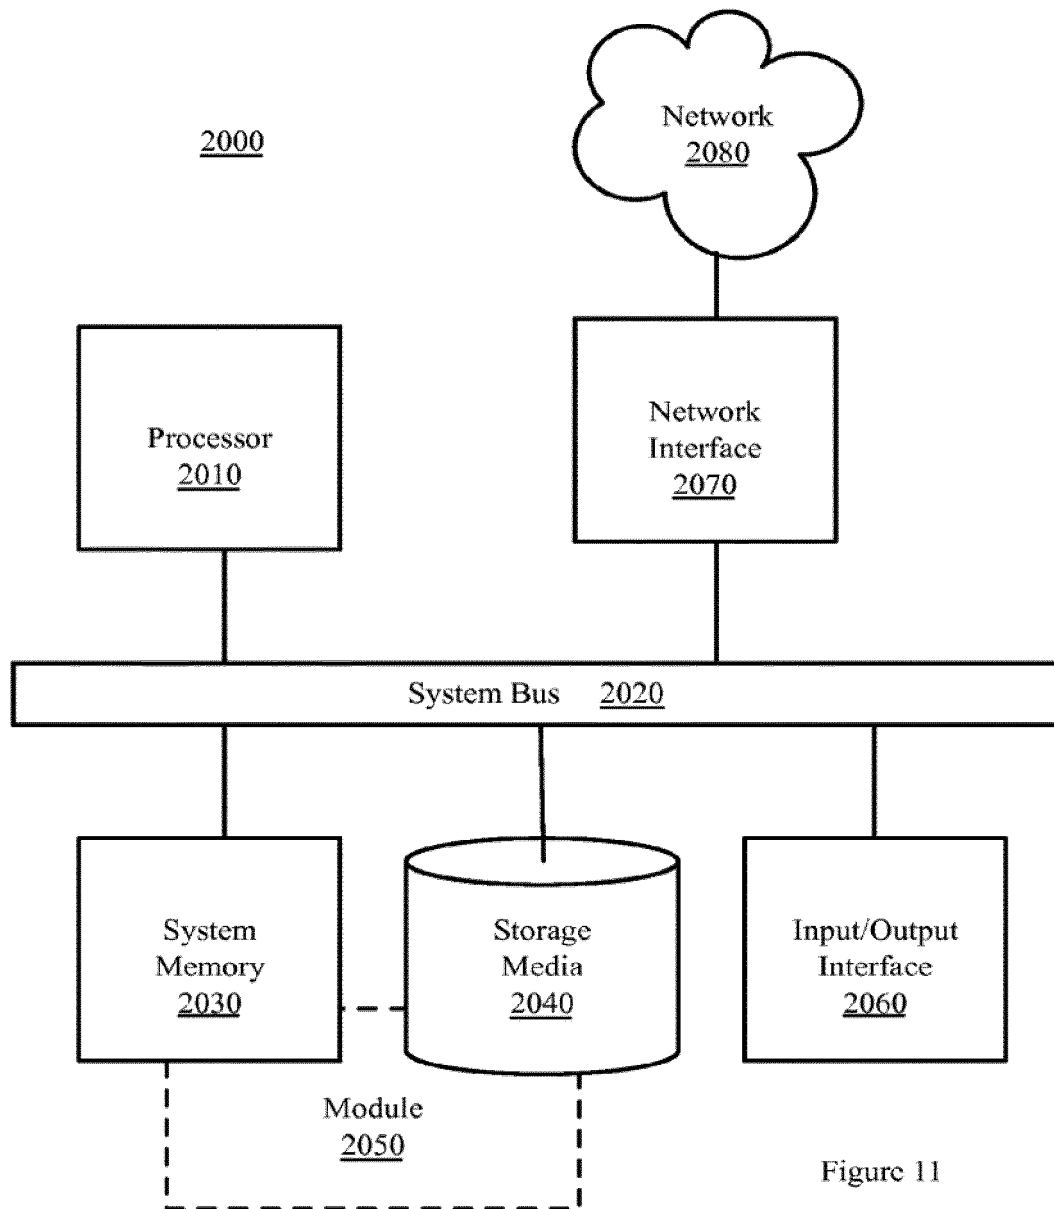 2000
Network
2080
Processor
2010
Network
Interface
2070
System Bus 2020
System
Memory
2030
Storage
Media
2040
Input/Output
Interface
2060
Module
2050
Figure 11